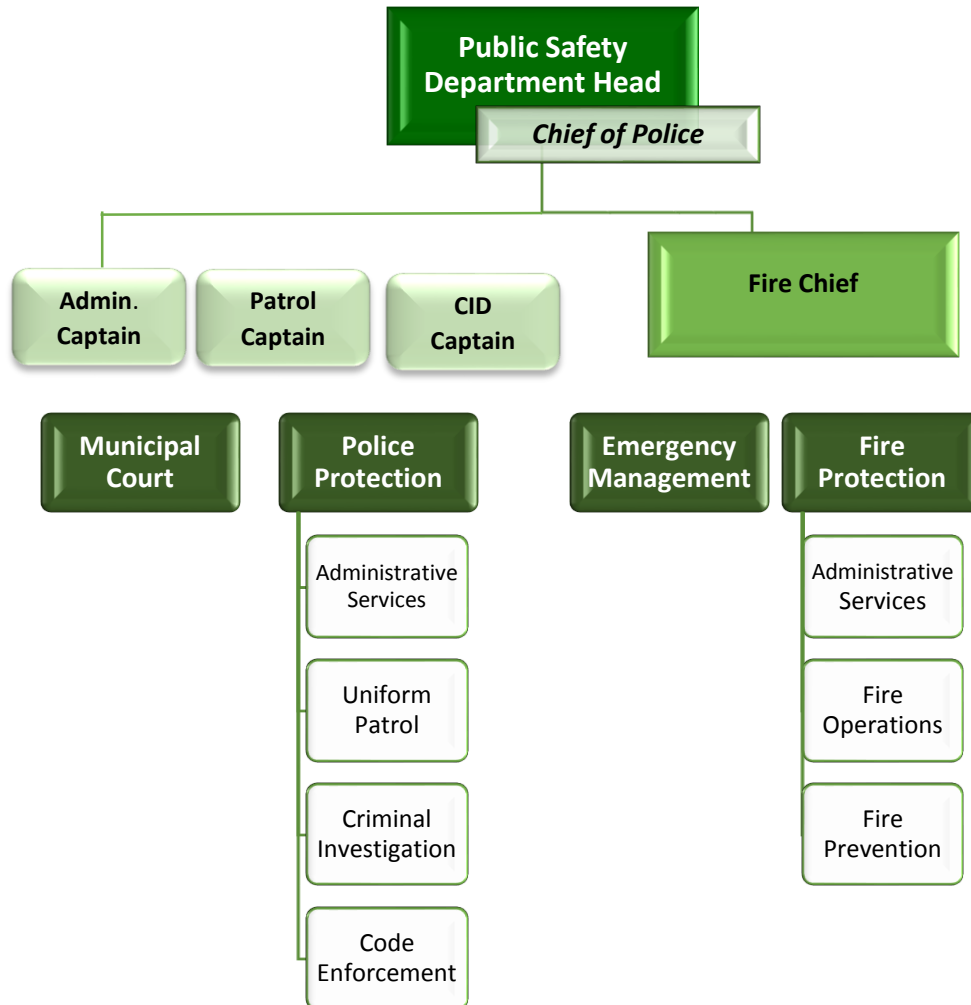 Public Safety
Department Head
Chief of Police
Admin.
Captain
Patrol
Captain
CID
Captain
Fire Chief
Municipal
Court
Police
Protection
Emergency
Management
Fire
Protection
Administrative
Services
Uniform
Patrol
Criminal
Investigation
Code
Enforcement
Administrative
Services
Fire
Operations
Fire
Prevention